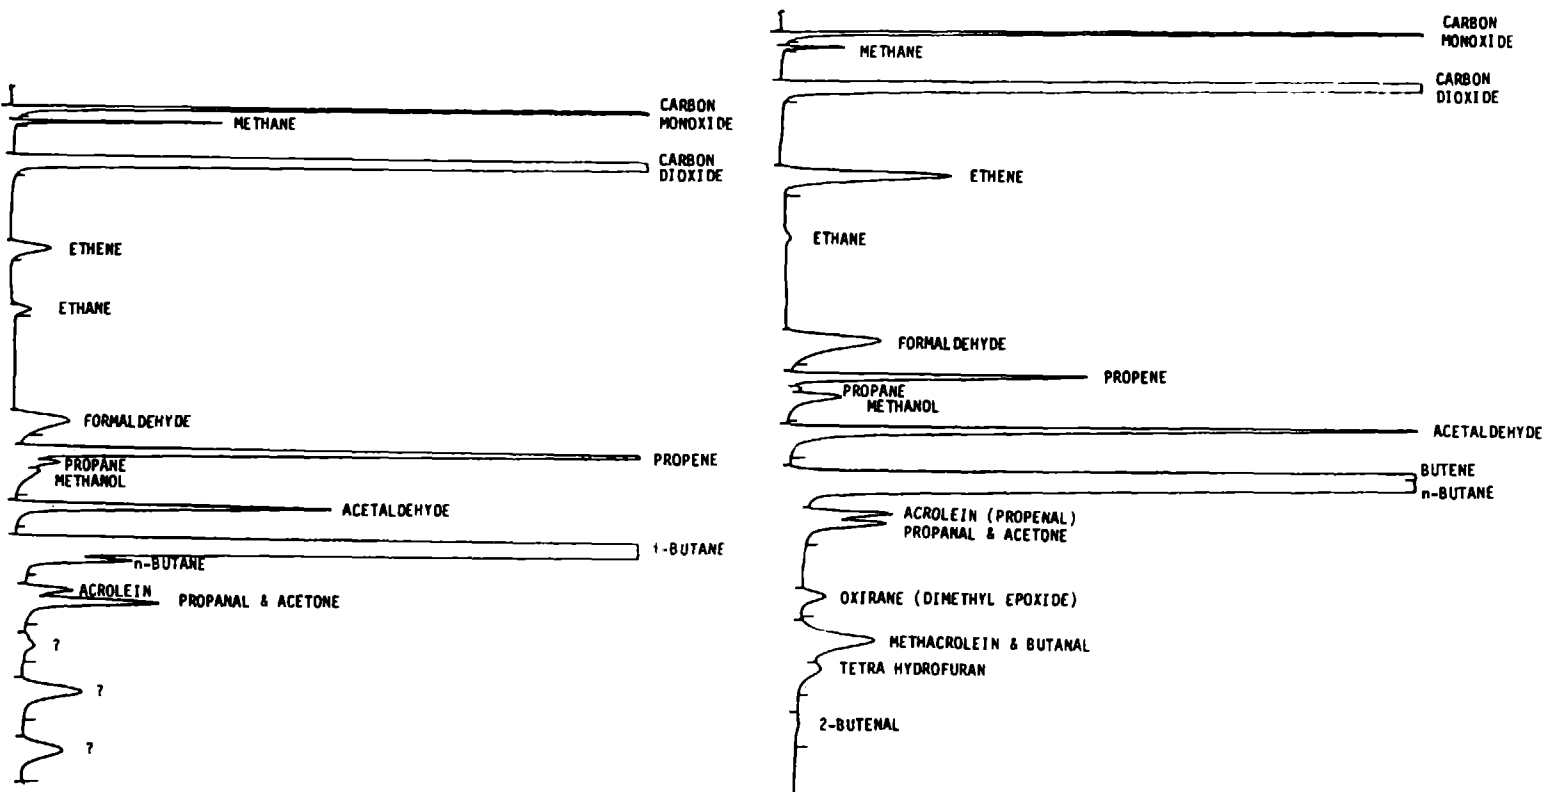 CARBON
MONOXIDE
METHANE
CARBON
DIOXIDE
ETHENE
ETHANE
FORMALDEHYDE
PROPENE
PROPANE
METHANOL
ACETALDEHYDE
i-BUTANE
n-BUTANE
ACROLEIN
PROPANAL & ACETONE
?
?
?
CARBON
MONOXIDE
METHANE
CARBON
DIOXIDE
ETHENE
ETHANE
FORMALDEHYDE
PROPENE
PROPANE
METHANOL
ACETALDEHYDE
BUTENE
n-BUTANE
ACROLEIN (PROPENAL)
PROPANAL & ACETONE
OXIRANE (DIMETHYL EPOXIDE)
METHACROLEIN & BUTANAL
TETRA HYDROFURAN
2-BUTENAL